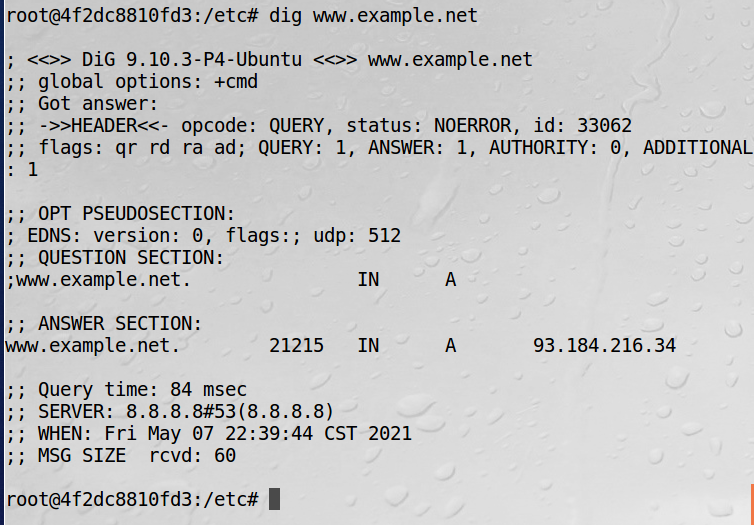 root@4f2dc8810fd3:/etc# dig www.example.net

; <<>> DiG 9.10.3-P4-Ubuntu <<>> www.example.net
;; global options: +cmd
;; Got answer:
;; ->>HEADER<<- opcode: QUERY, status: NOERROR, id: 33062
;; flags: qr rd ra ad; QUERY: 1, ANSWER: 1, AUTHORITY: 0, ADDITIONAL
: 1

;; OPT PSEUDOSECTION:
; EDNS: version: 0, flags:; udp: 512
;; QUESTION SECTION:
;www.example.net.               IN      A

;; ANSWER SECTION:
www.example.net.        21215   IN      A       93.184.216.34

;; Query time: 84 msec
;; SERVER: 8.8.8.8#53(8.8.8.8)
;; WHEN: Fri May 07 22:39:44 CST 2021
;; MSG SIZE  rcvd: 60

root@4f2dc8810fd3:/etc#